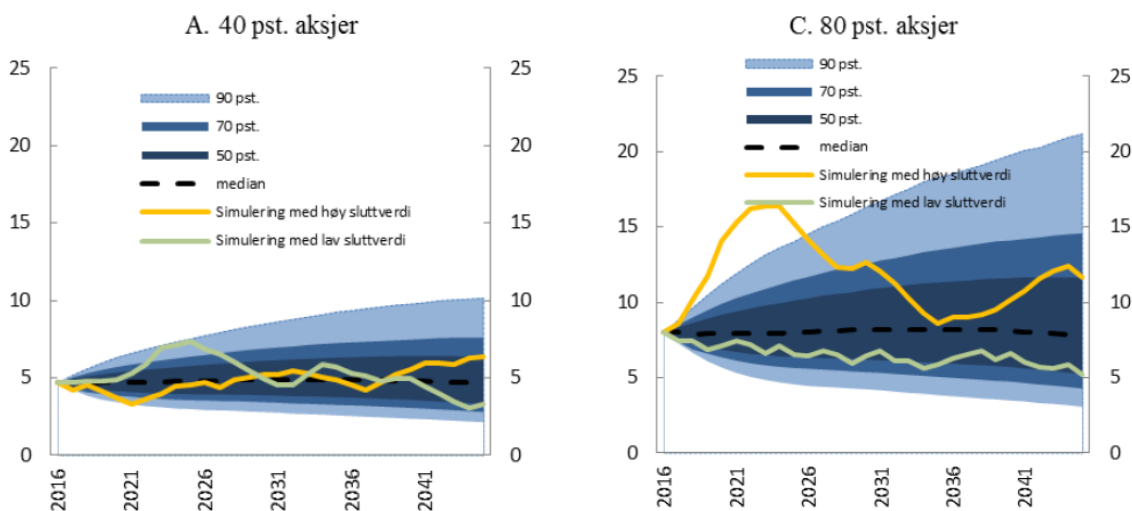 A. 40 pst. aksjer
25
20
15
10
5
0
25
20
15
10
5
0
90 pst.
70 pst.
50 pst.
median
Simulering med høy sluttverdi
Simulering med lav sluttverdi
2016
2021
2026
2031
2036
2041
C. 80 pst. aksjer
25
20
15
10
5
0
25
20
15
10
5
0
90 pst.
70 pst.
50 pst.
median
Simulering med høy sluttverdi
Simulering med lav sluttverdi
2016
2021
2026
2031
2036
2041